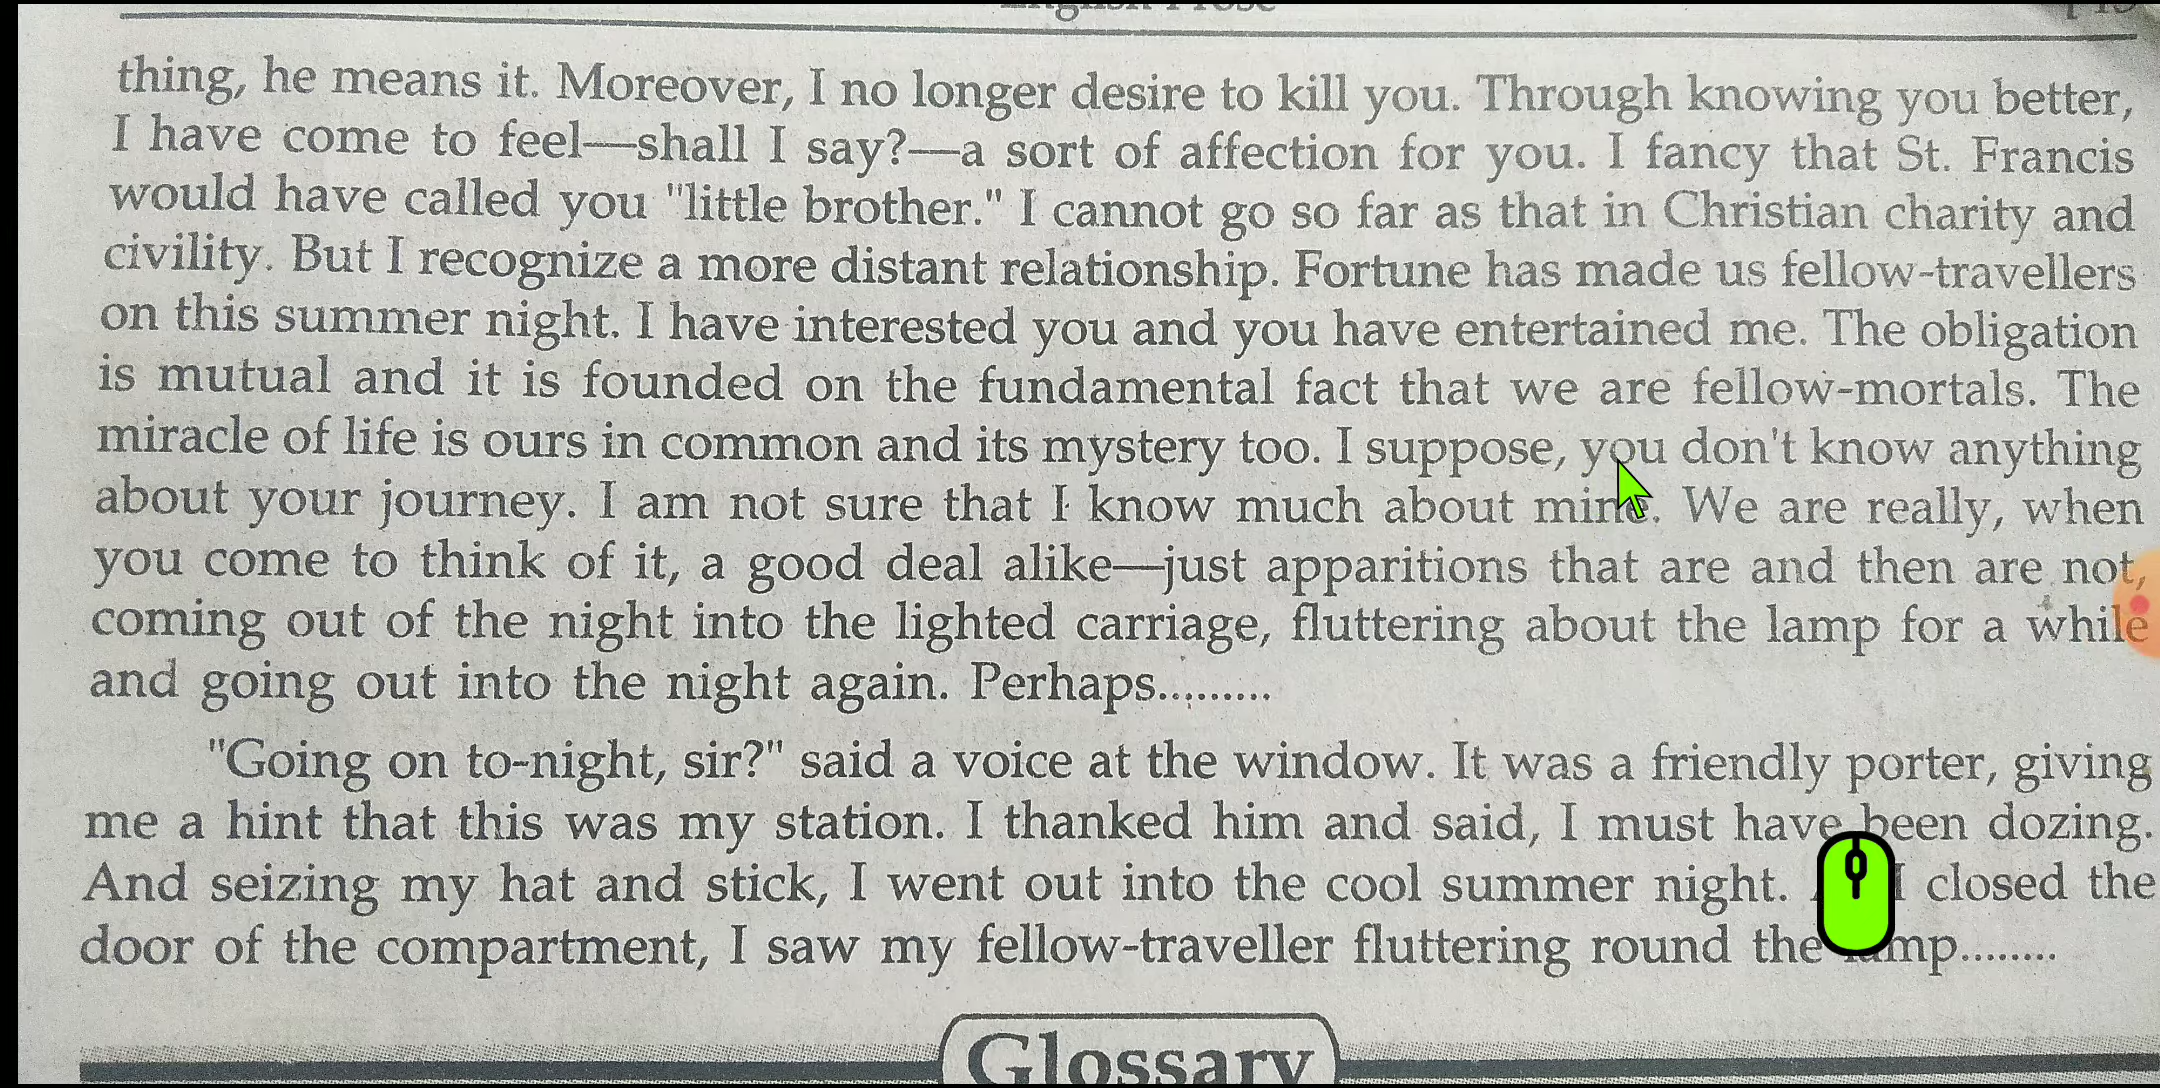 English Prose
thing, he means it. Moreover, I no longer desire to kill you. Through knowing you better,
I have come to feel—shall I say?—a sort of affection for you. I fancy that St. Francis
would have called you "little brother." I cannot go so far as that in Christian charity and
civility. But I recognize a more distant relationship. Fortune has made us fellow-travellers
on this summer night. I have interested you and you have entertained me. The obligation
is mutual and it is founded on the fundamental fact that we are fellow-mortals. The
miracle of life is ours in common and its mystery too. I suppose, you don't know anything
about your journey. I am not sure that I know much about mine. We are really, when
you come to think of it, a good deal alike—just apparitions that are and then are not,
coming out of the night into the lighted carriage, fluttering about the lamp for a while
and going out into the night again. Perhaps.........
"Going on to-night, sir?" said a voice at the window. It was a friendly porter, giving
me a hint that this was my station. I thanked him and said, I must have been dozing.
And seizing my hat and stick, I went out into the cool summer night. I closed the
door of the compartment, I saw my fellow-traveller fluttering round the lamp........
Glossary